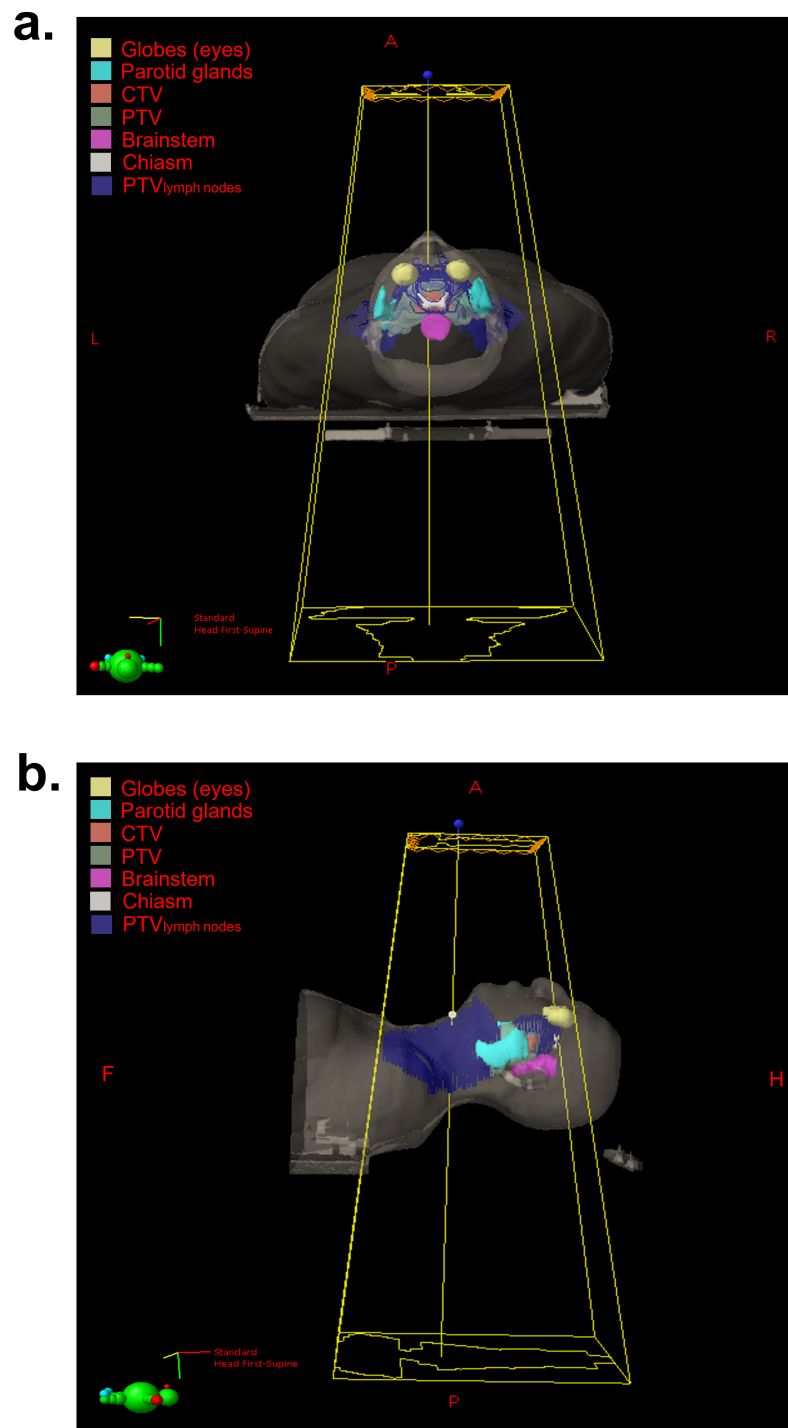 a.
A
Globes (eyes)
Parotid glands
CTV
PTV
Brainstem
Chiasm
PTVlymph nodes
L
R
Standard
Head First-Supine
P
b.
A
Globes (eyes)
Parotid glands
CTV
PTV
Brainstem
Chiasm
PTVlymph nodes
F
H
Standard
Head First-Supine
P